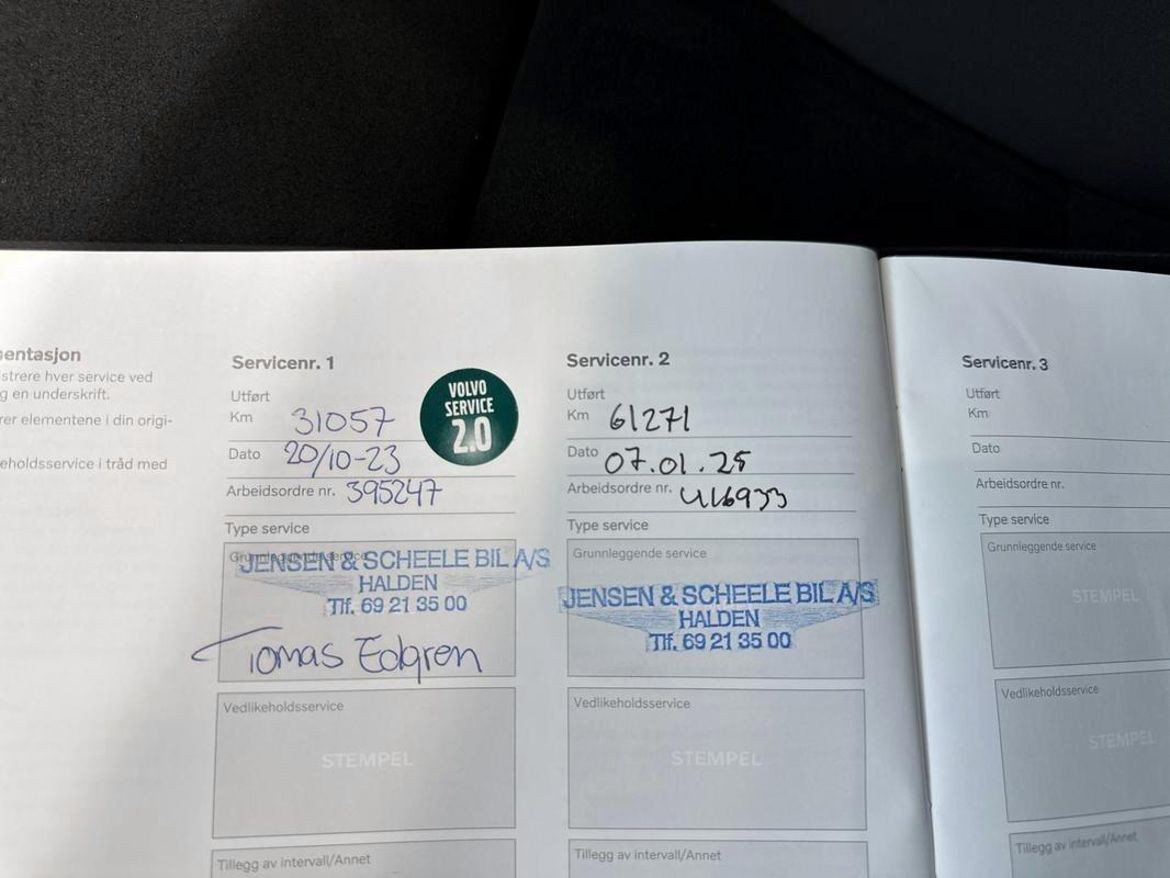 entasjon
strere hver service ved
g en underskrift.
rer elementene i din origi-
eholdsservice i tråd med
Servicenr. 1
Utført
Km 31057
Dato 20/10-23
Arbeidsordre nr. 395247
Type service
Grunnleggende service
JENSEN & SCHEELE BIL A/S
HALDEN
Tlf. 69 21 35 00
Tomas Edgren
Vedlikeholdsservice
STEMPEL
Tillegg av intervall/Annet
VOLVO
SERVICE
2.0
Servicenr. 2
Utført
Km 61271
Dato 07.01.25
Arbeidsordre nr. 416933
Type service
Grunnleggende service
JENSEN & SCHEELE BIL A/S
HALDEN
Tlf. 69 21 35 00
Vedlikeholdsservice
STEMPEL
Tillegg av intervall/Annet
Servicenr. 3
Utført
Km
Dato
Arbeidsordre nr.
Type service
Grunnleggende service
STEMPEL
Vedlikeholdsservice
STEMPEL
Tillegg av intervall/Annet